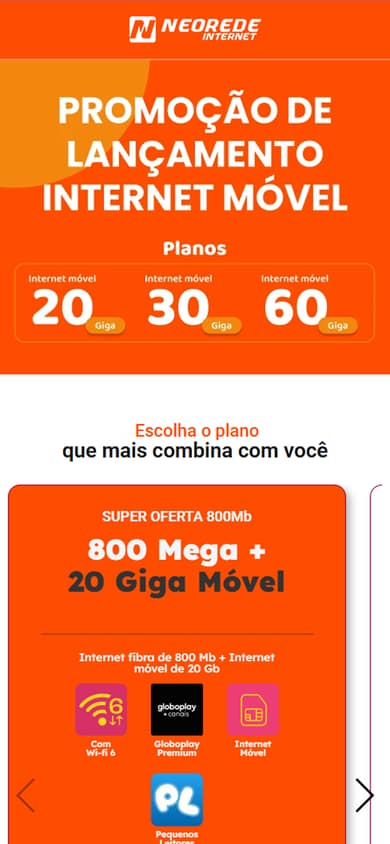 NEOREDE
INTERNET
PROMOÇÃO DE
LANÇAMENTO
INTERNET MÓVEL
Planos
Internet móvel
20
Giga
Internet móvel
30
Giga
Internet móvel
60
Giga
Escolha o plano
que mais combina com você
SUPER OFERTA 800Mb
800 Mega +
20 Giga Móvel
Internet fibra de 800 Mb + Internet
móvel de 20 Gb
6
globoplay
+ canais
Com
Wi-fi 6
Globoplay
Premium
Internet
Móvel
PL
Pequenos
Leitores